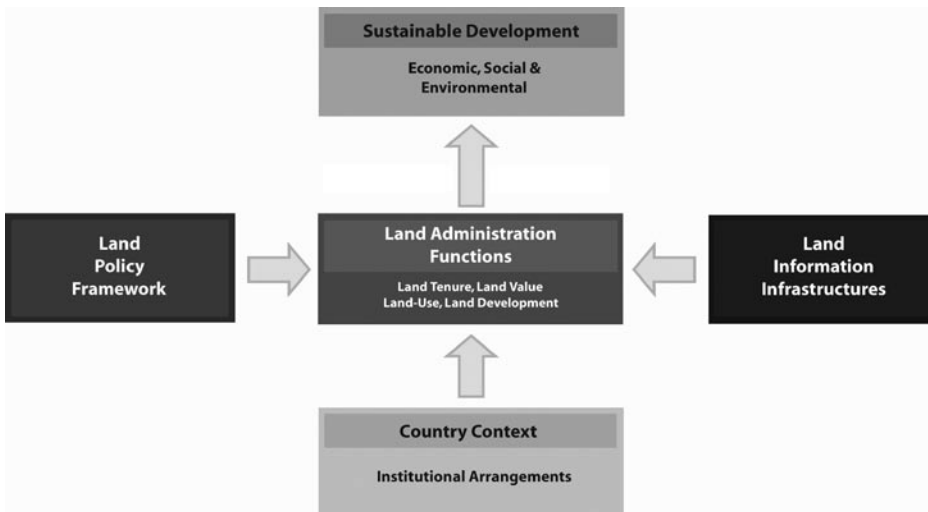 Sustainable Development
Economic, Social &
Environmental
Land
Policy
Framework
Land Administration
Functions
Land Tenure, Land Value
Land-Use, Land Development
Land
Information
Infrastructures
Country Context
Institutional Arrangements